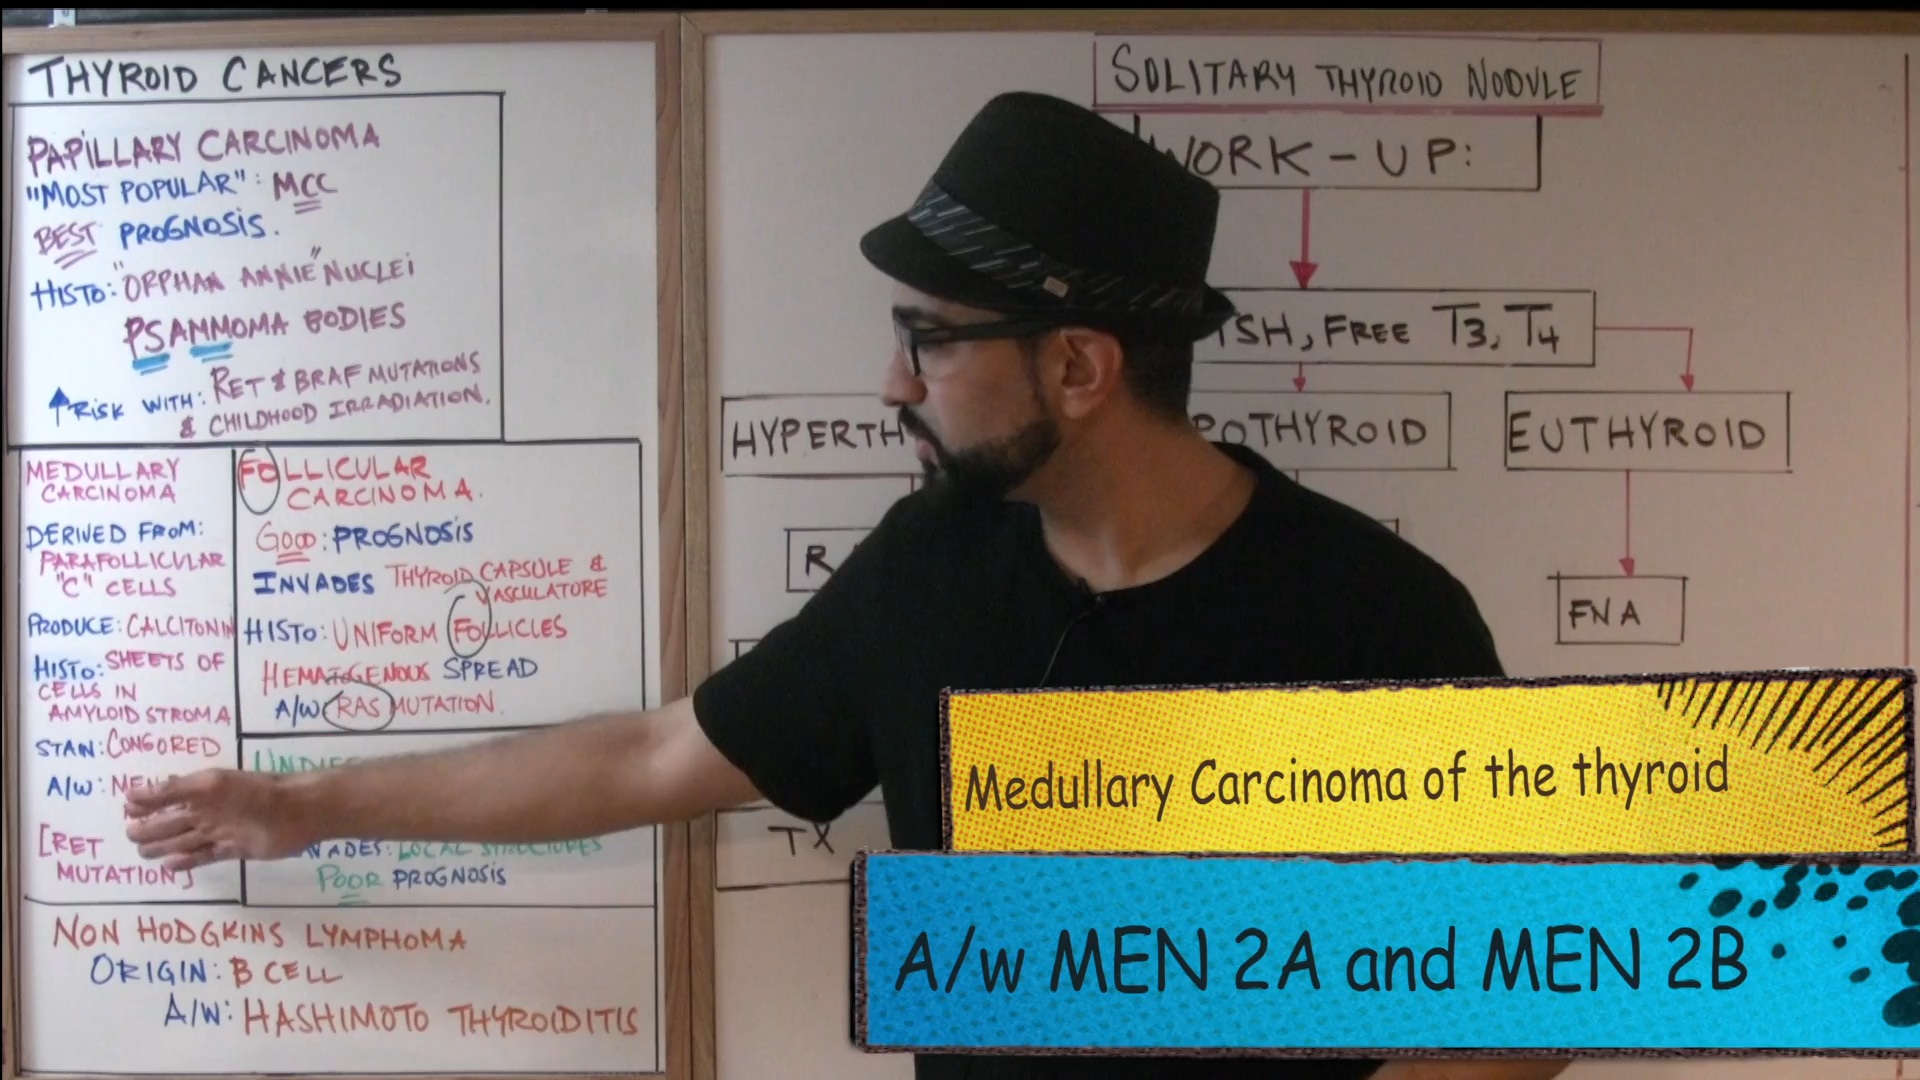 THYROID CANCERS
PAPILLARY CARCINOMA
"MOST POPULAR": MCC
BEST PROGNOSIS.
HISTO: "ORPHAN ANNIE" NUCLEI
PSAMMOMA BODIES
↑RISK WITH: RET & BRAF MUTATIONS
& CHILDHOOD IRRADIATION.
MEDULLARY
CARCINOMA
DERIVED FROM:
PARAFOLLICULAR
"C" CELLS
PRODUCE: CALCITONIN
HISTO: SHEETS OF
CELLS IN
AMYLOID STROMA
STAIN: CONGORED
A/W: MEN
[RET
MUTATION]
FOLLICULAR
CARCINOMA.
GOOD: PROGNOSIS
INVADES THYROID CAPSULE &
VASCULATURE
HISTO: UNIFORM FOLLICLES
HEMATOGENOUS SPREAD
A/W RAS MUTATION.
LOCAL STRUCTURES
POOR PROGNOSIS
NON HODGKINS LYMPHOMA
ORIGIN: B CELL
A/W: HASHIMOTO THYROIDITIS
SOLITARY THYROID NODULE
WORK-UP:
TSH, FREE T3, T4
EUTHYROID
FNA
TX
Medullary Carcinoma of the thyroid
A/w MEN 2A and MEN 2B